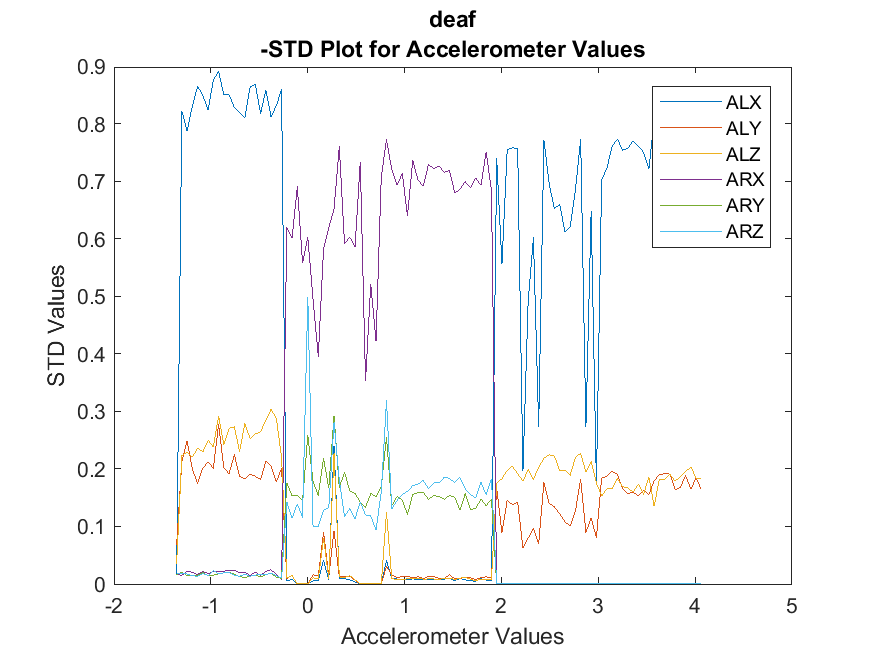 deaf
-STD Plot for Accelerometer Values
0.9
0.8
0.7
0.6
0.5
0.4
0.3
0.2
0.1
0
STD Values
ALX
ALY
ALZ
ARX
ARY
ARZ
-2
-1
0
1
2
3
4
5
Accelerometer Values